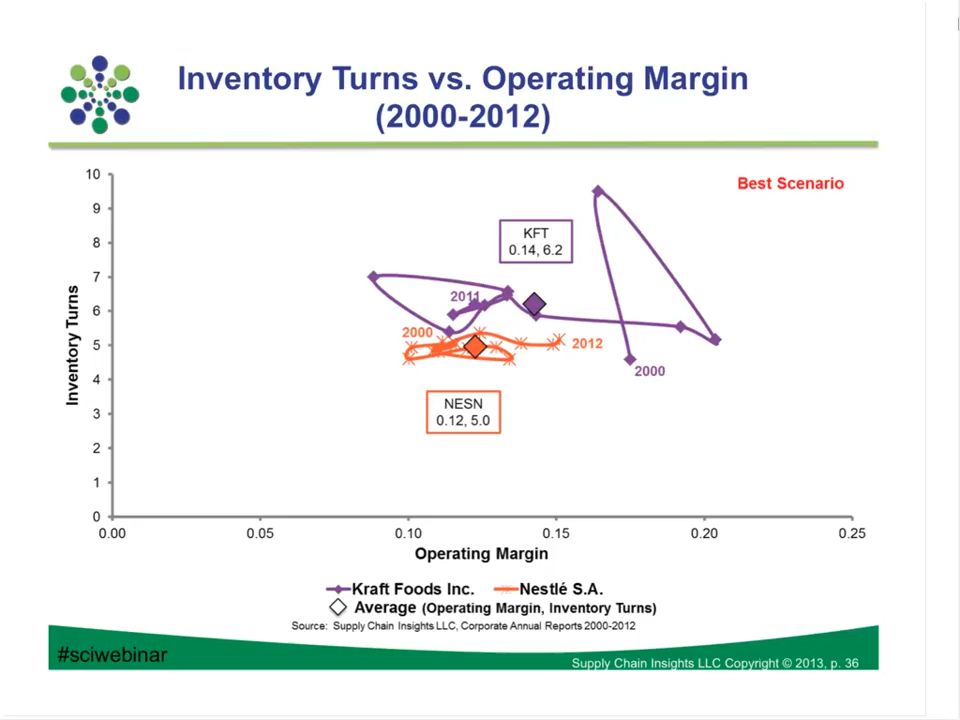 Inventory Turns vs. Operating Margin
(2000-2012)
Best Scenario
10
9
8
7
6
5
4
3
2
1
0
Inventory Turns
KFT
0.14, 6.2
2011
2000
2012
2000
NESN
0.12, 5.0
0.00
0.05
0.10
0.15
0.20
0.25
Operating Margin
Kraft Foods Inc.
Nestlé S.A.
Average (Operating Margin, Inventory Turns)
Source: Supply Chain Insights LLC, Corporate Annual Reports 2000-2012
#sciwebinar
Supply Chain Insights LLC Copyright © 2013, p. 36